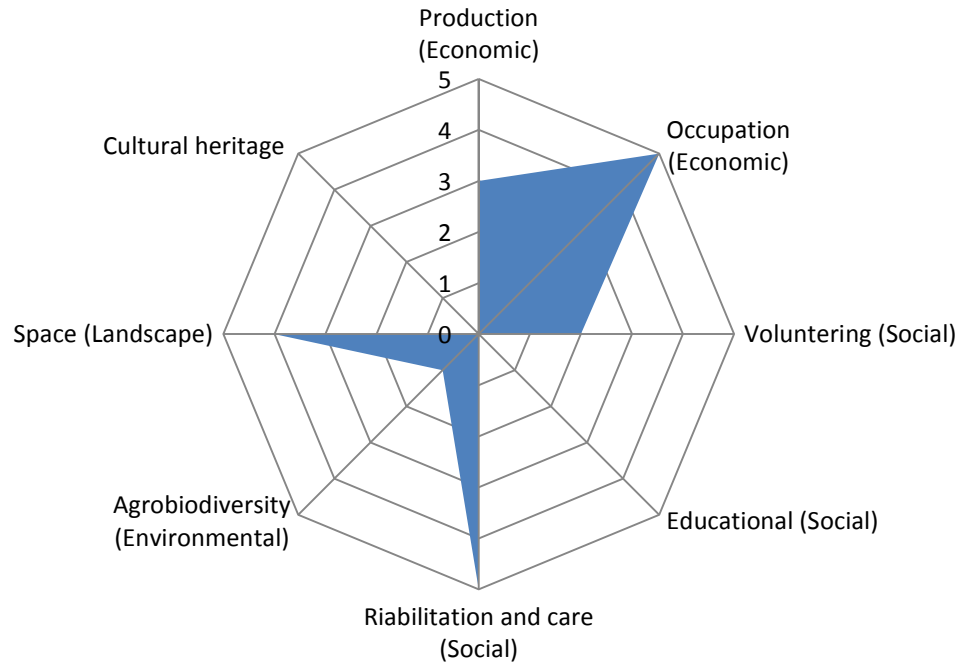 Production
(Economic)
5
4
3
2
1
0
Occupation
(Economic)
Voluntering (Social)
Educational (Social)
Riabilitation and care
(Social)
Agrobiodiversity
(Environmental)
Space (Landscape)
Cultural heritage